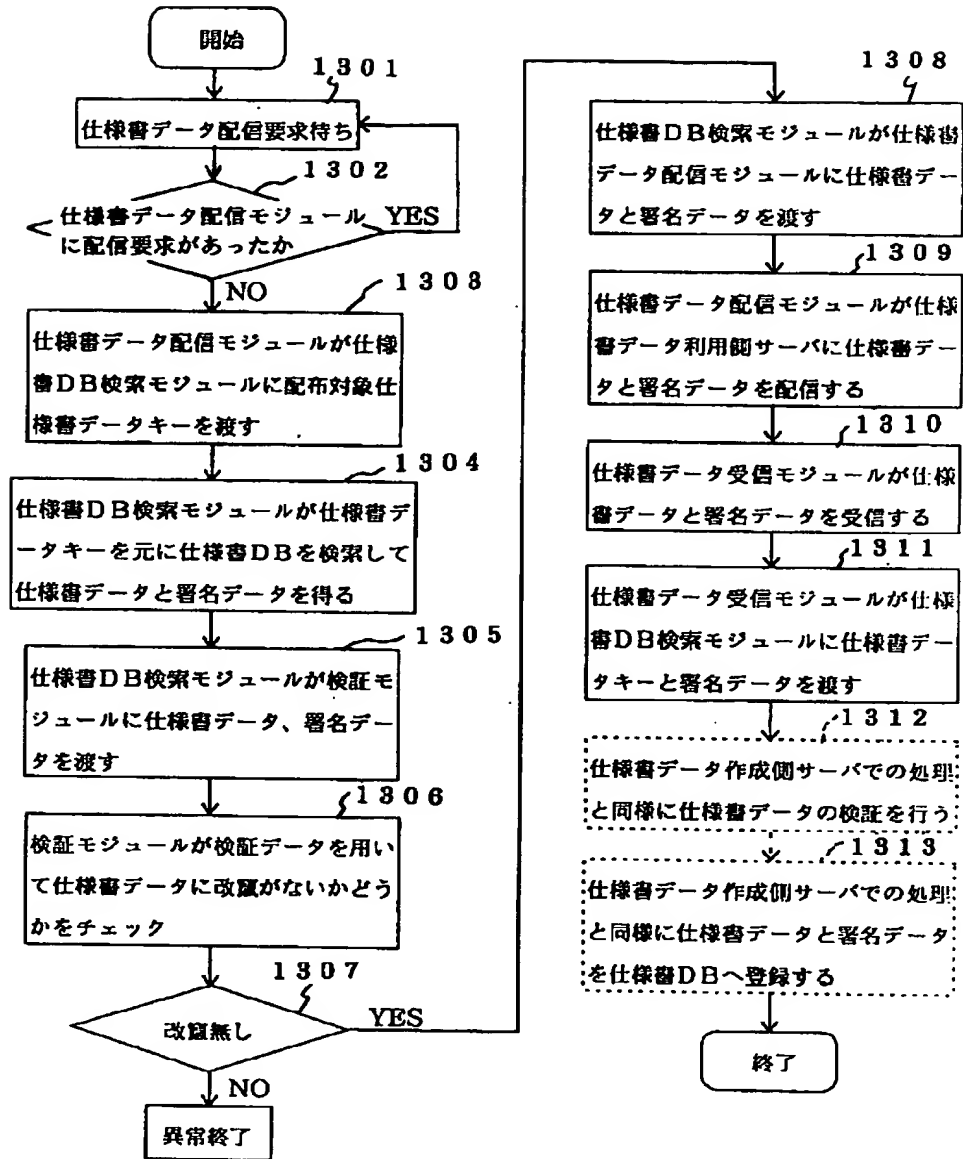 開始
1301
仕様書データ配信要求待ち
1302
仕様書データ配信モジュール
に配信要求があったか
YES
NO
1303
仕様書データ配信モジュールが仕様
書DB検索モジュールに配布対象仕
様書データキーを渡す
1304
仕様書DB検索モジュールが仕様書デ
ータキーを元に仕様書DBを検索して
仕様書データと署名データを得る
1305
仕様書DB検索モジュールが検証モ
ジュールに仕様書データ、署名デー
タを渡す
1306
検証モジュールが検証データを用い
て仕様書データに改竄がないかどう
かをチェック
1307
改竄無し
YES
NO
異常終了
1308
仕様書DB検索モジュールが仕様書
データ配信モジュールに仕様書デー
タと署名データを渡す
1309
仕様書データ配信モジュールが仕様
書データ利用側サーバに仕様書デー
タと署名データを配信する
1310
仕様書データ受信モジュールが仕様
書データと署名データを受信する
1311
仕様書データ受信モジュールが仕様
書DB検索モジュールに仕様書デー
タキーと署名データを渡す
1312
仕様書データ作成側サーバでの処理
と同様に仕様書データの検証を行う
1313
仕様書データ作成側サーバでの処理
と同様に仕様書データと署名データ
を仕様書DBへ登録する
終了